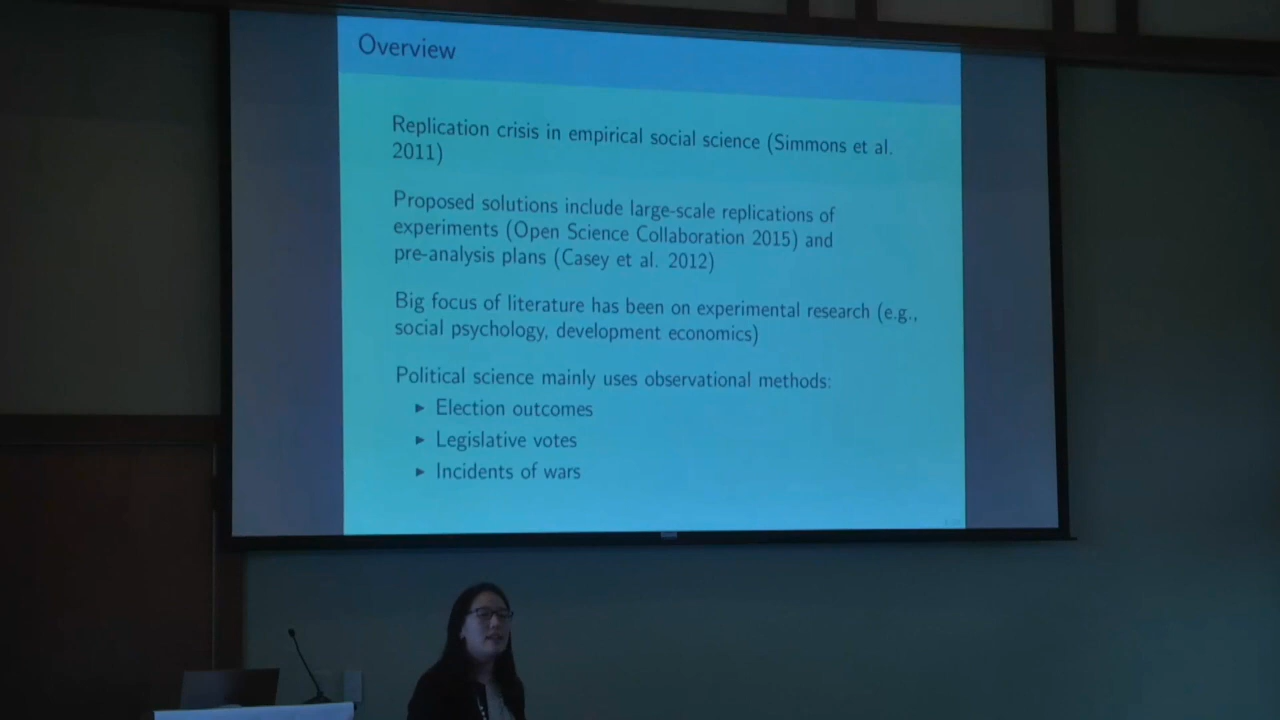 Overview
Replication crisis in empirical social science (Simmons et al.
2011)
Proposed solutions include large-scale replications of
experiments (Open Science Collaboration 2015) and
pre-analysis plans (Casey et al. 2012)
Big focus of literature has been on experimental research (e.g.,
social psychology, development economics)
Political science mainly uses observational methods:
▶ Election outcomes
▶ Legislative votes
▶ Incidents of wars